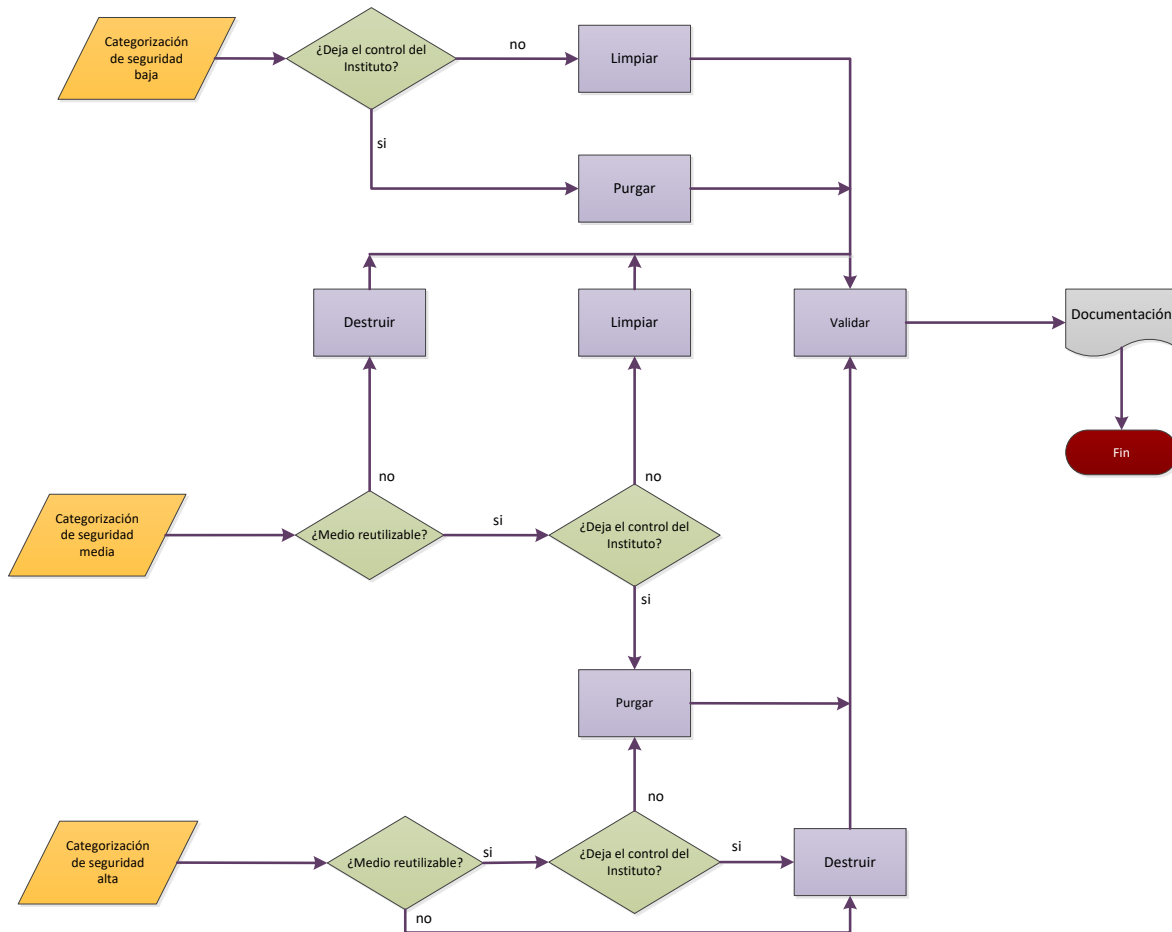 Categorización
de seguridad
baja
¿Deja el control del
Instituto?
no
Limpiar
si
Purgar
Destruir
Limpiar
Validar
Documentación
Fin
no
no
Categorización
de seguridad
media
¿Medio reutilizable?
si
¿Deja el control del
Instituto?
si
Purgar
no
Categorización
de seguridad
alta
¿Medio reutilizable?
si
¿Deja el control del
Instituto?
si
Destruir
no